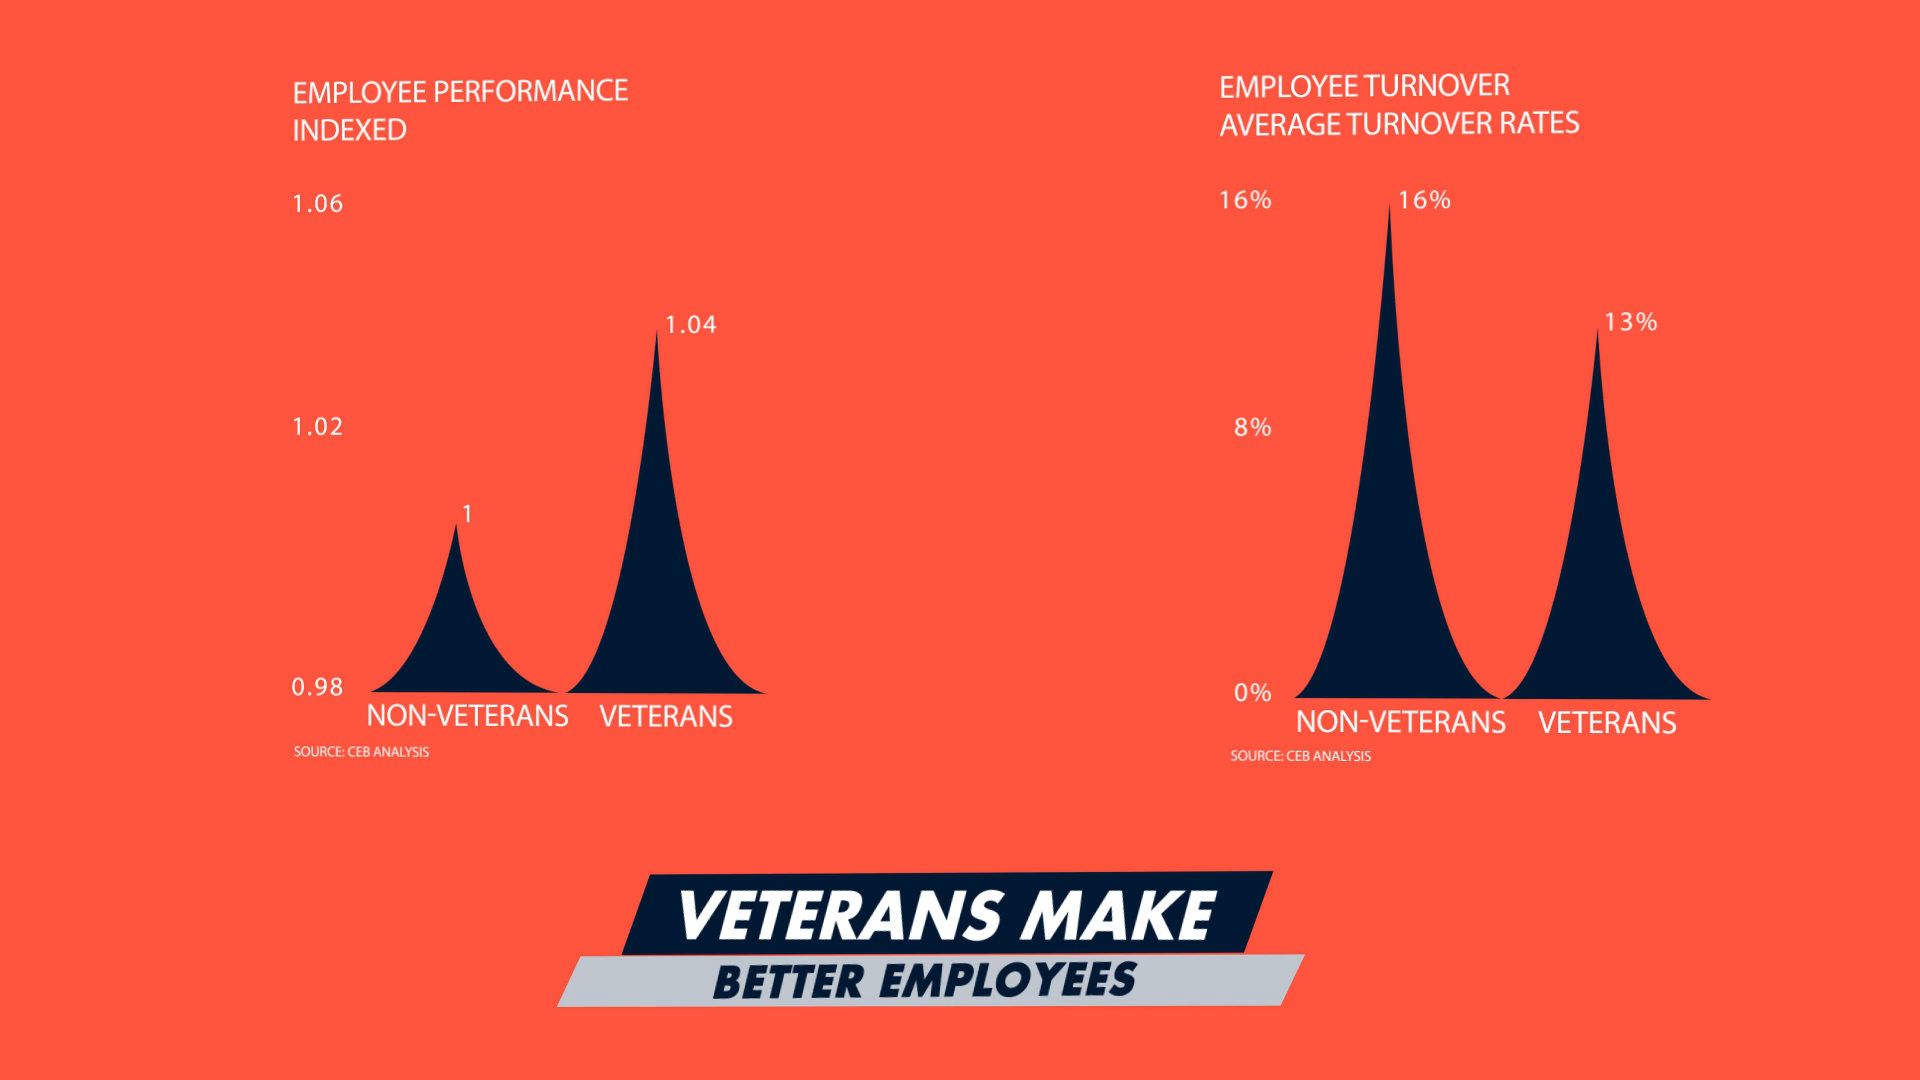 EMPLOYEE PERFORMANCE
INDEXED
1.06
1.04
1.02
1
0.98
NON-VETERANS VETERANS
SOURCE: CEB ANALYSIS
EMPLOYEE TURNOVER
AVERAGE TURNOVER RATES
16% 16%
13%
8%
0%
NON-VETERANS VETERANS
SOURCE: CEB ANALYSIS
VETERANS MAKE
BETTER EMPLOYEES